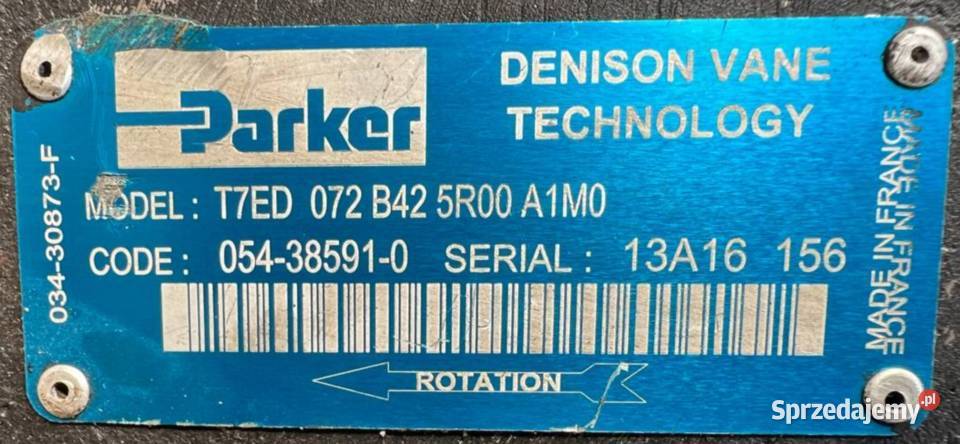 Parker
DENISON VANE
TECHNOLOGY
MODEL : T7ED 072 B42 5R00 A1M0
CODE : 054-38591-0 SERIAL : 13A16 156
ROTATION
034-30873-F
MADE IN FRANCE
MADE IN FRANCE
Sprzedajemy.pl